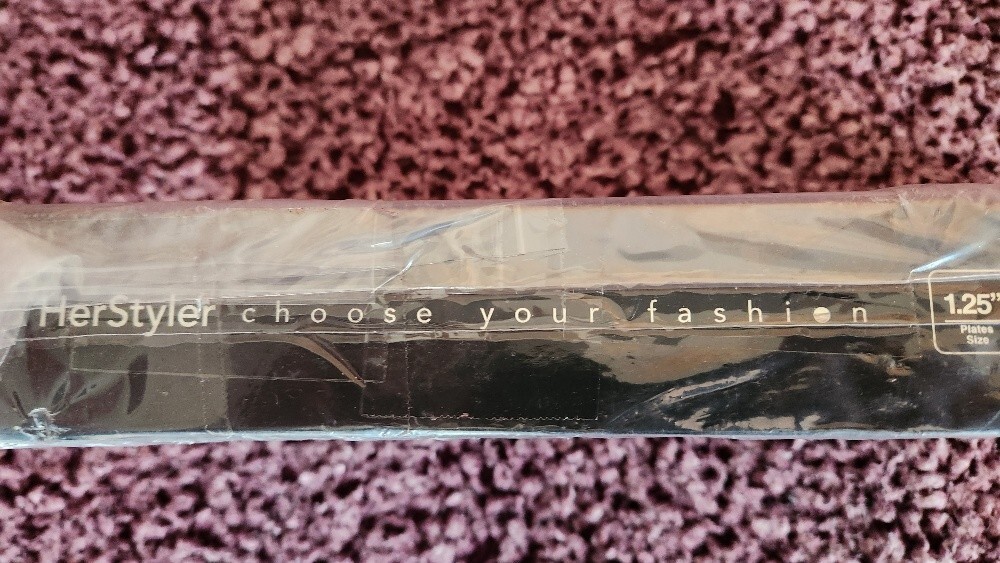 HerStyler choose your fashion
1.25”
Plates
Size